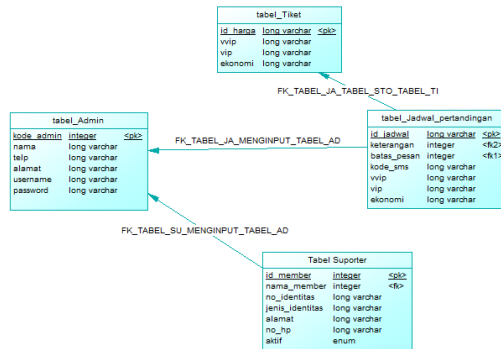 tabel_Tiket
id_harga long varchar <pk>
vvip long varchar
vip long varchar
ekonomi long varchar
FK_TABEL_JA_TABEL_STO_TABEL_TI
tabel_Admin
kode_admin integer <pk>
nama long varchar
telp long varchar
alamat long varchar
username long varchar
password long varchar
FK_TABEL_JA_MENGINPUT_TABEL_AD
tabel_Jadwal_pertandingan
id_jadwal long varchar <pk>
keterangan integer <fk2>
batas_pesan integer <fk1>
kode_sms long varchar
vvip long varchar
vip long varchar
ekonomi long varchar
FK_TABEL_SU_MENGINPUT_TABEL_AD
Tabel Suporter
id_member integer <pk>
nama_member integer <fk>
no_identitas long varchar
jenis_identitas long varchar
alamat long varchar
no_hp long varchar
aktif enum